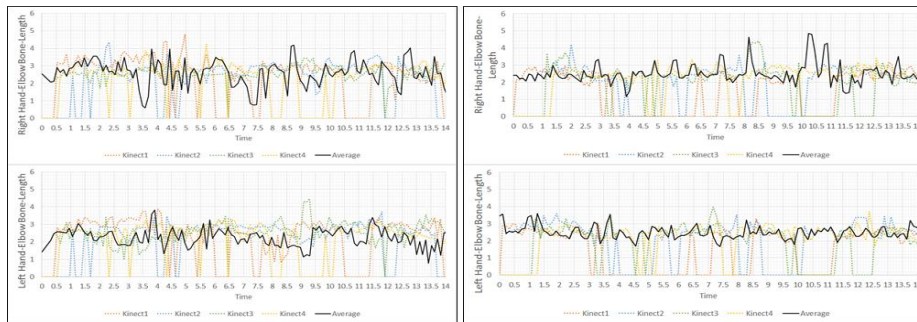 Right Hand-Elbow Bone-Length
6
5
4
3
2
1
0
0 0.5 1 1.5 2 2.5 3 3.5 4 4.5 5 5.5 6 6.5 7 7.5 8 8.5 9 9.5 10 10.5 11 11.5 12 12.5 13 13.5 14
Time
Kinect1 Kinect2 Kinect3 Kinect4 Average
Left Hand-Elbow Bone-Length
6
5
4
3
2
1
0
0 0.5 1 1.5 2 2.5 3 3.5 4 4.5 5 5.5 6 6.5 7 7.5 8 8.5 9 9.5 10 10.5 11 11.5 12 12.5 13 13.5 14
Time
Kinect1 Kinect2 Kinect3 Kinect4 Average
Right Hand-Elbow Bone-
Length
6
5
4
3
2
1
0
0 0.5 1 1.5 2 2.5 3 3.5 4 4.5 5 5.5 6 6.5 7 7.5 8 8.5 9 9.5 10 10.5 11 11.5 12 12.5 13 13.5 14
Time
Kinect1 Kinect2 Kinect3 Kinect4 Average
Left Hand-Elbow Bone-Length
6
5
4
3
2
1
0
0 0.5 1 1.5 2 2.5 3 3.5 4 4.5 5 5.5 6 6.5 7 7.5 8 8.5 9 9.5 10 10.5 11 11.5 12 12.5 13 13.5 14
Time
Kinect1 Kinect2 Kinect3 Kinect4 Average